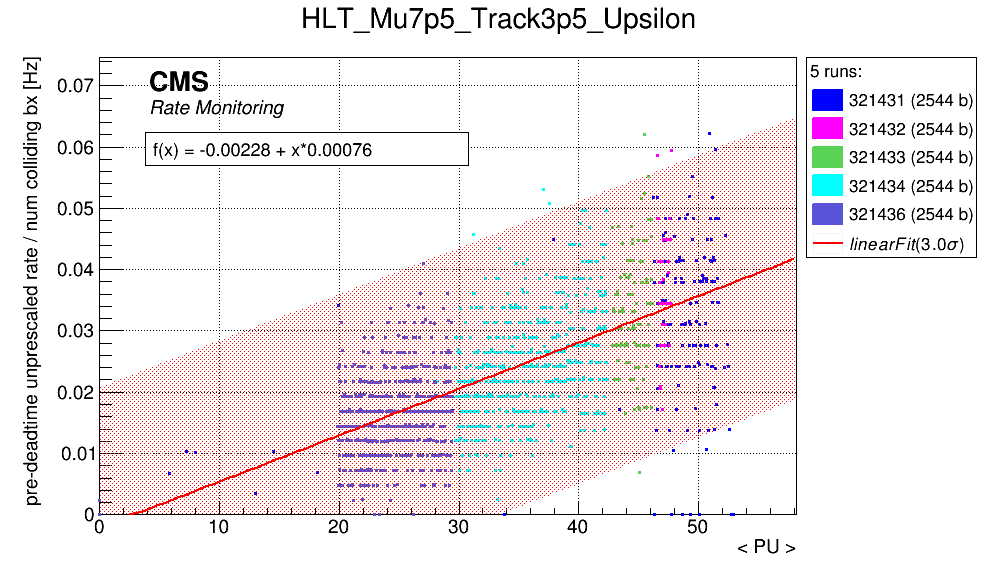 HLT_Mu7p5_Track3p5_Upsilon
pre-deadtime unprescaled rate / num colliding bx [Hz]
CMS
Rate Monitoring
f(x) = -0.00228 + x*0.00076
0.07
0.06
0.05
0.04
0.03
0.02
0.01
0
0 10 20 30 40 50
< PU >
5 runs:
321431 (2544 b)
321432 (2544 b)
321433 (2544 b)
321434 (2544 b)
321436 (2544 b)
linearFit(3.0σ)